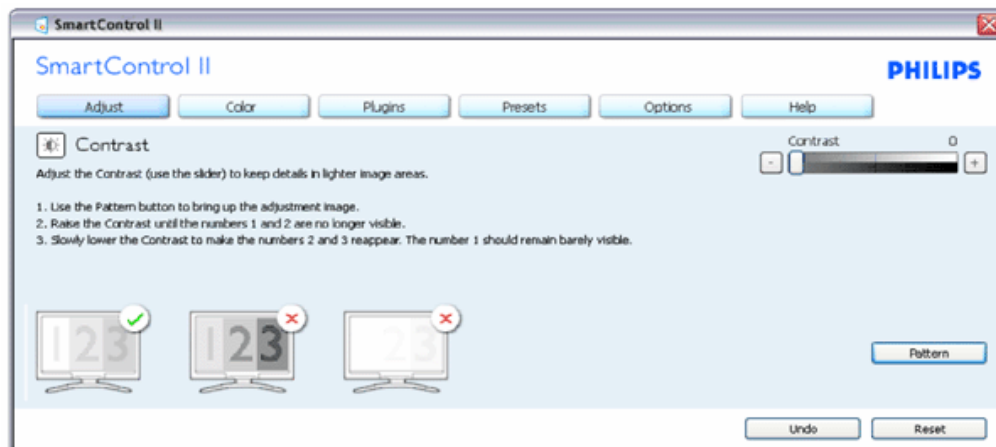 SmartControl II
SmartControl II
PHILIPS
Adjust Color Plugins Presets Options Help
Contrast
Contrast 0
- +
Adjust the Contrast (use the slider) to keep details in lighter image areas.
1. Use the Pattern button to bring up the adjustment image.
2. Raise the Contrast until the numbers 1 and 2 are no longer visible.
3. Slowly lower the Contrast to make the numbers 2 and 3 reappear. The number 1 should remain barely visible.
123 123 23
Pattern
Undo Reset